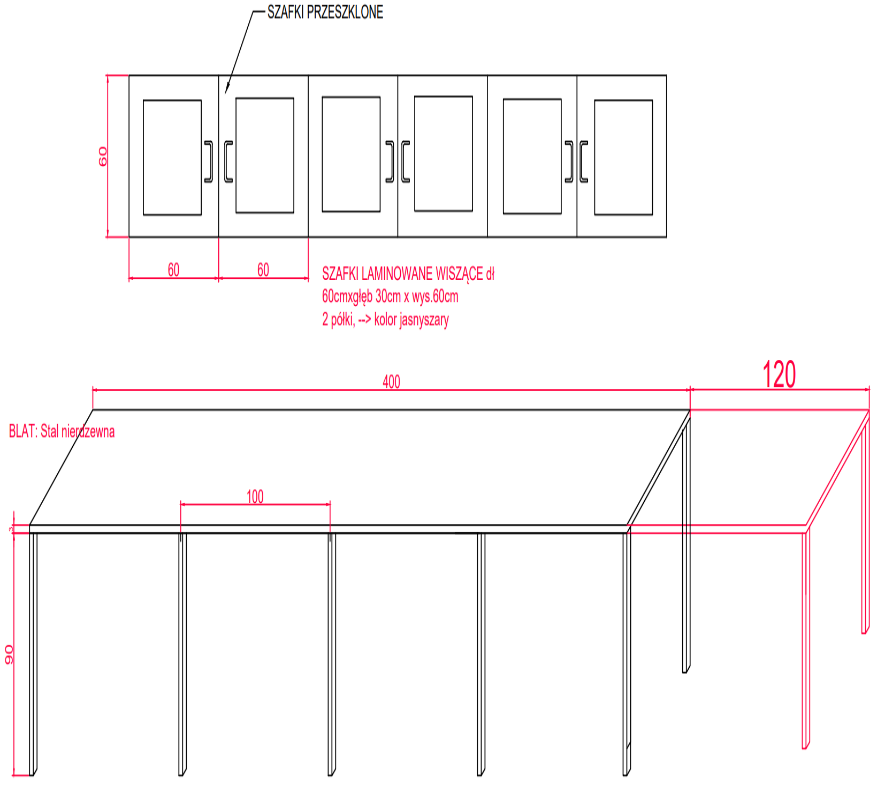 SZAFKI PRZESZKLONE
60
60
60
SZAFKI LAMINOWANE WISZĄCE dł
60cmxgłęb 30cm x wys.60cm
2 półki, --> kolor jasnyszary
400
120
BLAT: Stal nierdzewna
100
90